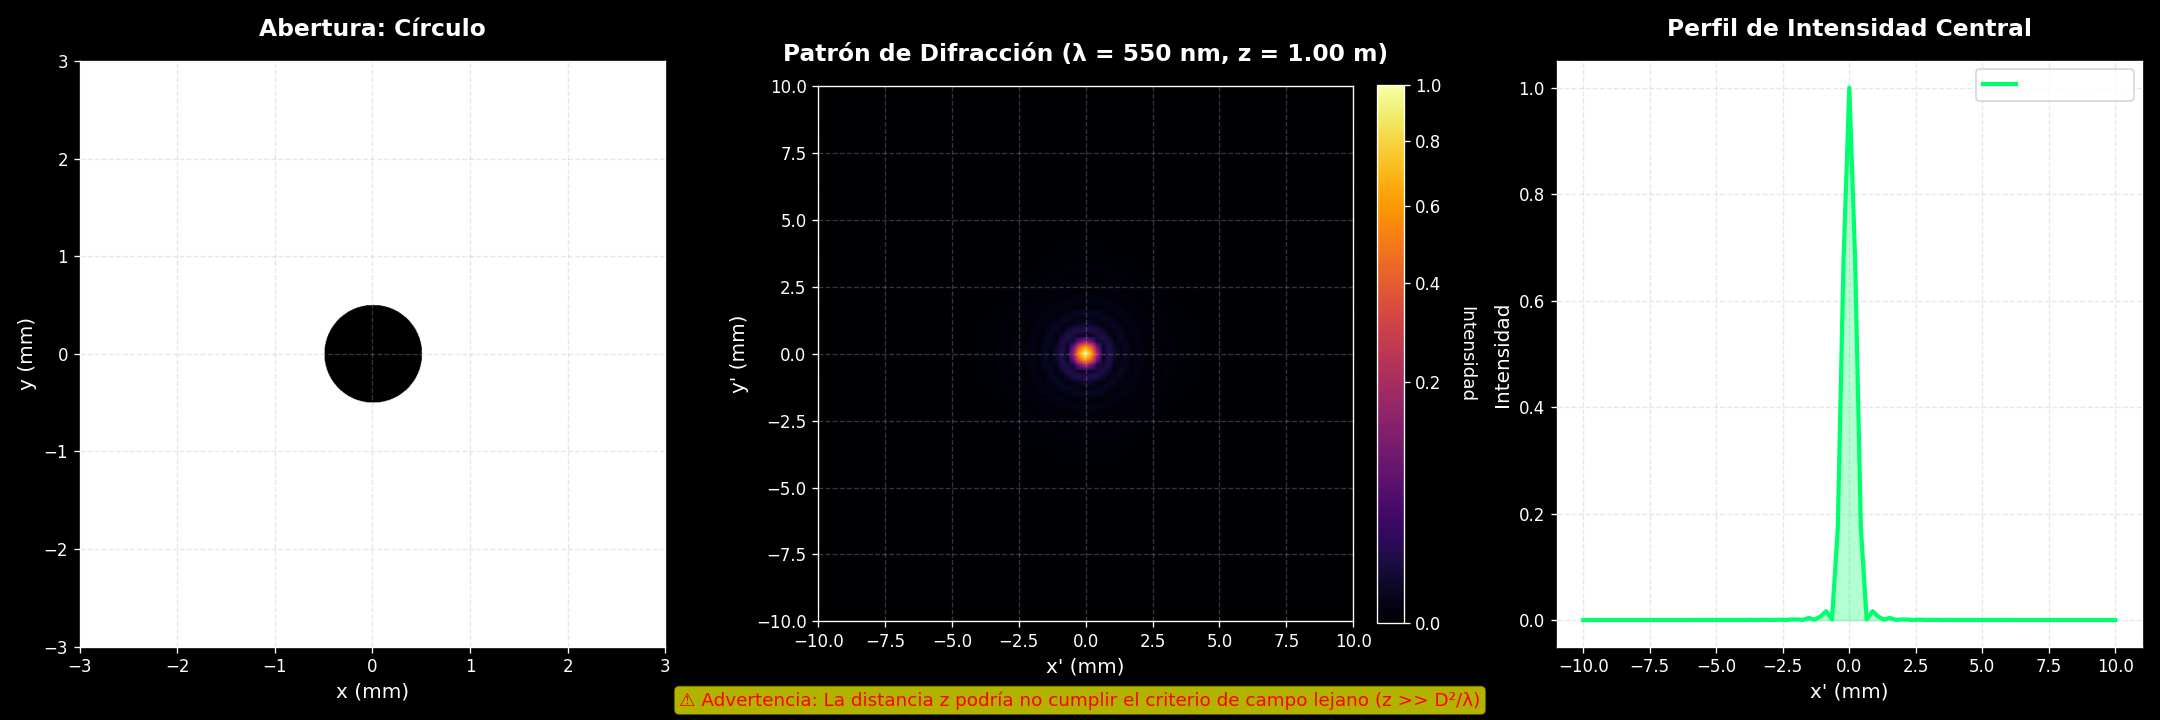 Abertura: Círculo
3
2
1
0
−1
−2
−3
−3 −2 −1 0 1 2 3
y (mm)
x (mm)
Patrón de Difracción (λ = 550 nm, z = 1.00 m)
10.0
7.5
5.0
2.5
0.0
−2.5
−5.0
−7.5
−10.0
−10.0 −7.5 −5.0 −2.5 0.0 2.5 5.0 7.5 10.0
y' (mm)
x' (mm)
1.0
0.8
0.6
0.4
0.2
0.0
Intensidad
Perfil de Intensidad Central
1.0
0.8
0.6
0.4
0.2
0.0
−10.0 −7.5 −5.0 −2.5 0.0 2.5 5.0 7.5 10.0
Intensidad
x' (mm)
⚠ Advertencia: La distancia z podría no cumplir el criterio de campo lejano (z >> D²/λ)